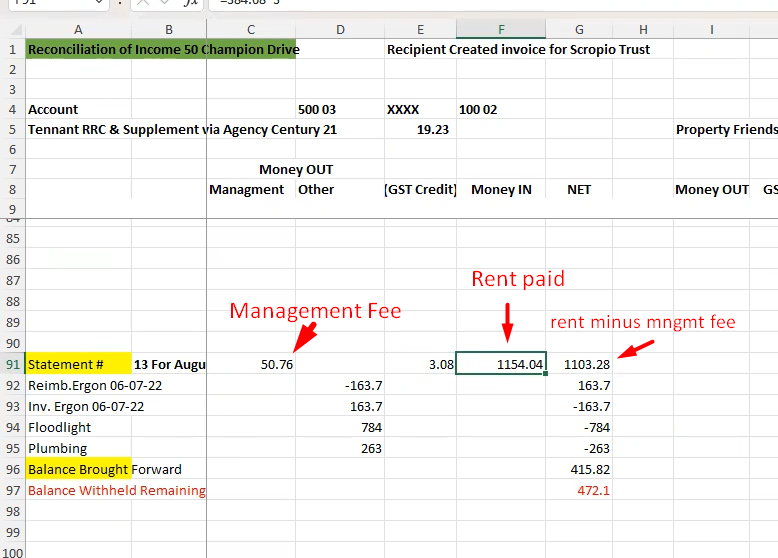 F91 =384.68*3
A B C D E F G H I
1 Reconciliation of Income 50 Champion Drive Recipient Created invoice for Scropio Trust
2
3
4 Account 500 03 XXXX 100 02
5 Tennant RRC & Supplement via Agency Century 21 19.23 Property Friends
6
7 Money OUT
8 Managment Other (GST Credit) Money IN NET Money OUT GS
9
84
85
86
87
Rent paid
88
Management Fee
89 rent minus mngmt fee
90
91 Statement # 13 For Augu 50.76 3.08 1154.04 1103.28
92 Reimb.Ergon 06-07-22 -163.7 163.7
93 Inv. Ergon 06-07-22 163.7 -163.7
94 Floodlight 784 -784
95 Plumbing 263 -263
96 Balance Brought Forward 415.82
97 Balance Withheld Remaining 472.1
98
99
100